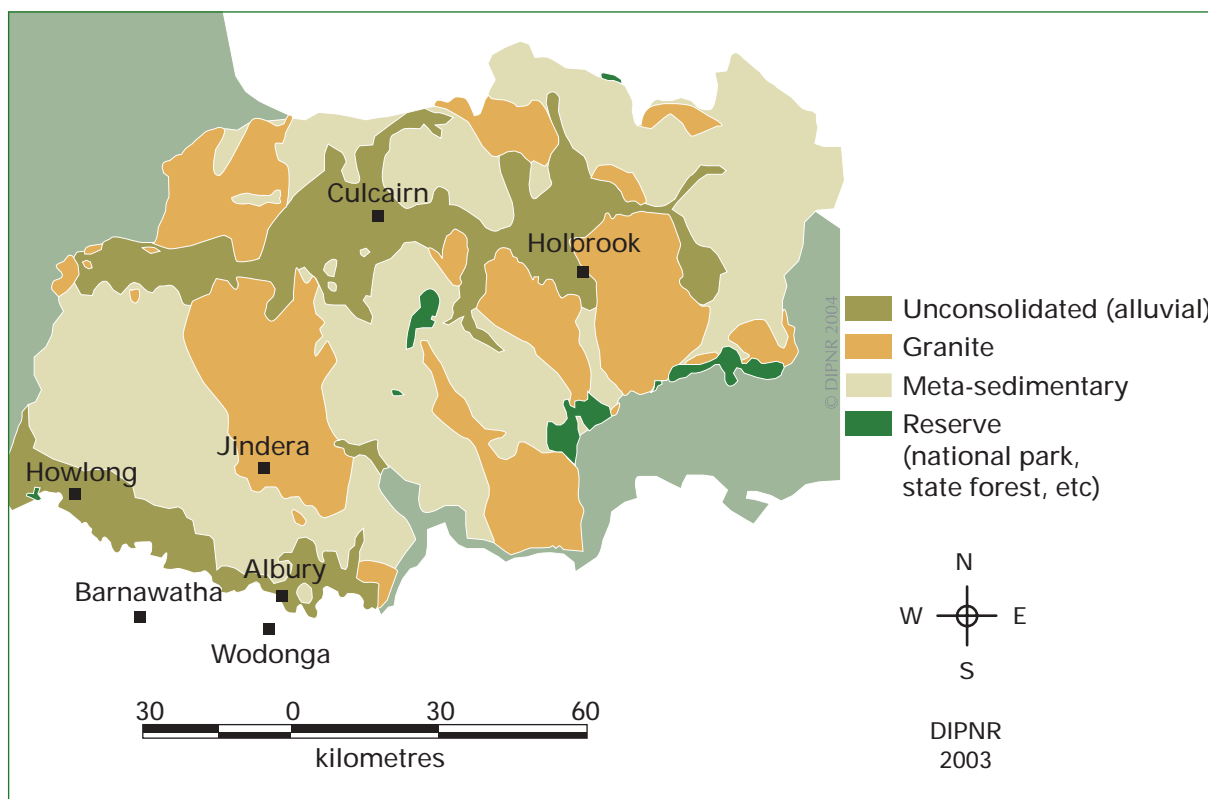 Culcairn
Holbrook
Jindera
Howlong
Albury
Barnawatha
Wodonga
© DIPNR 2004
Unconsolidated (alluvial)
Granite
Meta-sedimentary
Reserve
(national park,
state forest, etc)
N
W E
S
30 0 30 60
kilometres
DIPNR
2003